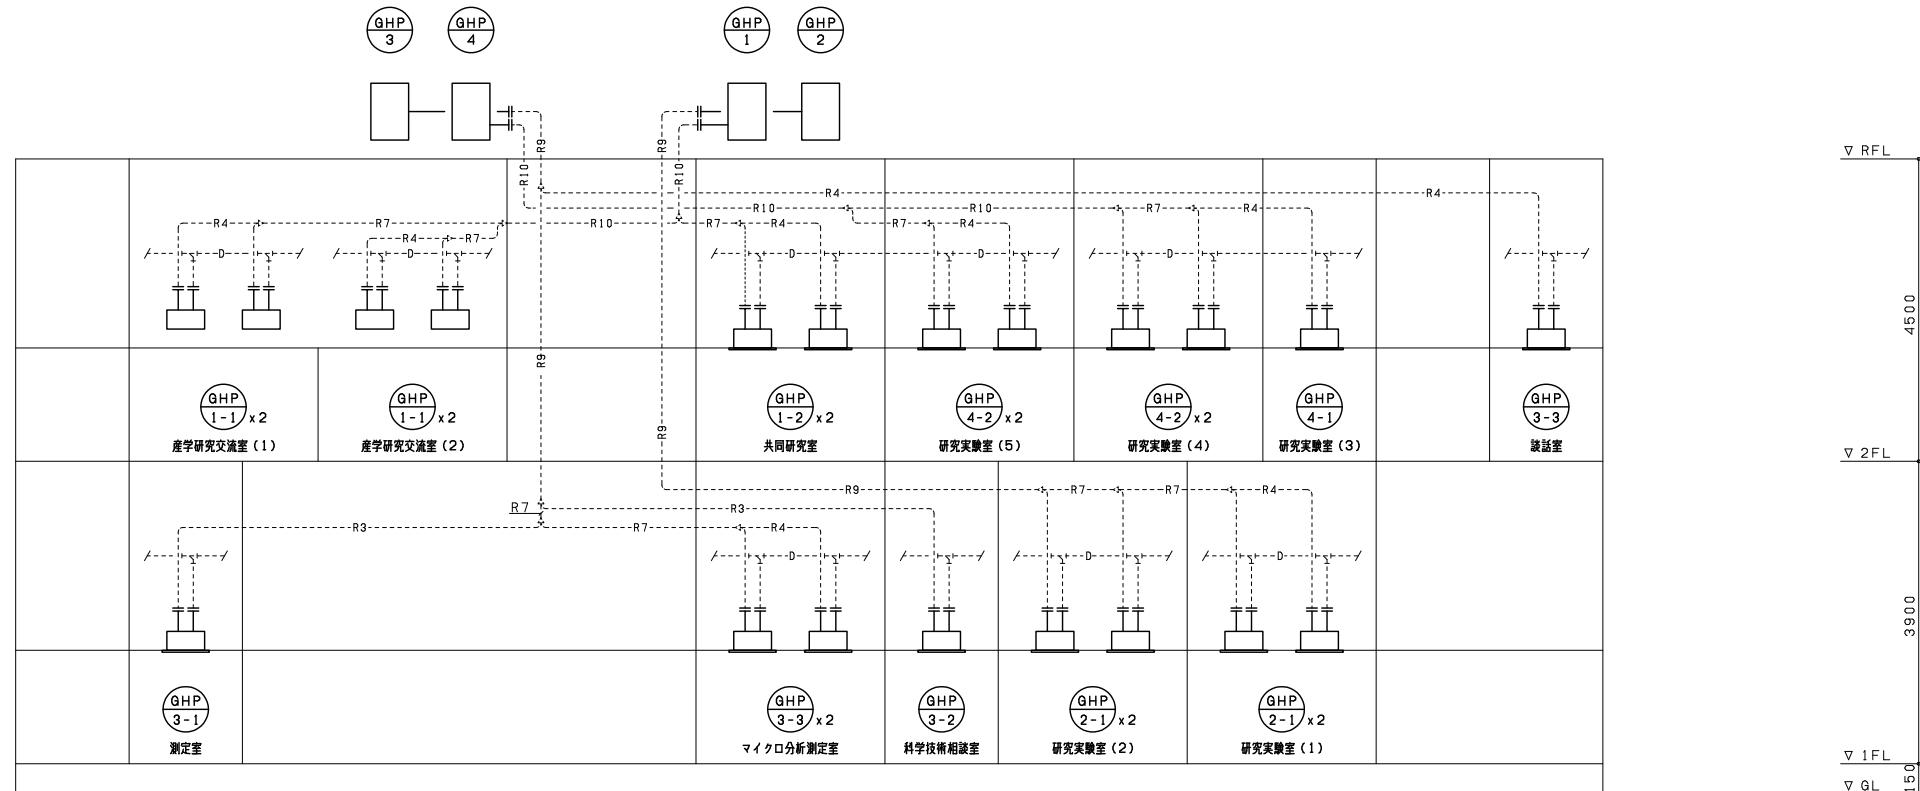 GHP GHP GHP GHP
3 4 1 2
R9 R9
R10 R10
▽ RFL
R4 R4
R10 R10 R7 R4
R4 R7 R10 R7 R4 R7 R4
R4 R7
D D D D D
4500
R9
GHP GHP GHP GHP GHP GHP GHP
1-1 x2 1-1 x2 1-2 x2 4-2 x2 4-2 x2 4-1 3-3
R9
産学研究交流室(1) 産学研究交流室(2) 共同研究室 研究実験室(5) 研究実験室(4) 研究実験室(3) 談話室
▽ 2FL
R9 R7 R7 R4
R7 R3
R3 R7 R4
D D D
3900
GHP GHP GHP GHP GHP
3-1 3-3 x2 3-2 2-1 x2 2-1 x2
測定室 マイクロ分析測定室 科学技術相談室 研究実験室(2) 研究実験室(1)
▽ 1FL
150
▽ GL